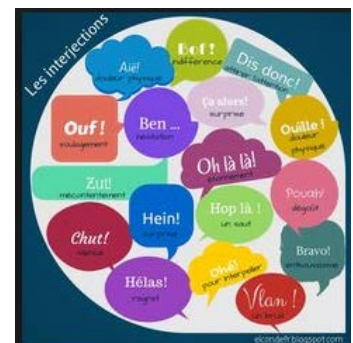 Les interjections
Aïe!
douleur physique
Bof!
indifférence
Dis donc!
attirer l'attention
Ouf!
soulagement
Ben ...
hésitation
Ça alors!
surprise
Ouille!
douleur
physique
Zut!
mécontentement
Oh là là!
étonnement
Pouah!
dégoût
Hein!
surprise
Hop là !
un saut
Chut!
silence
Bravo!
enthousiasme
Hélas!
regret
Ohé!
pour interpeller
Vlan !
un bruit
elcondefr.blogspot.com